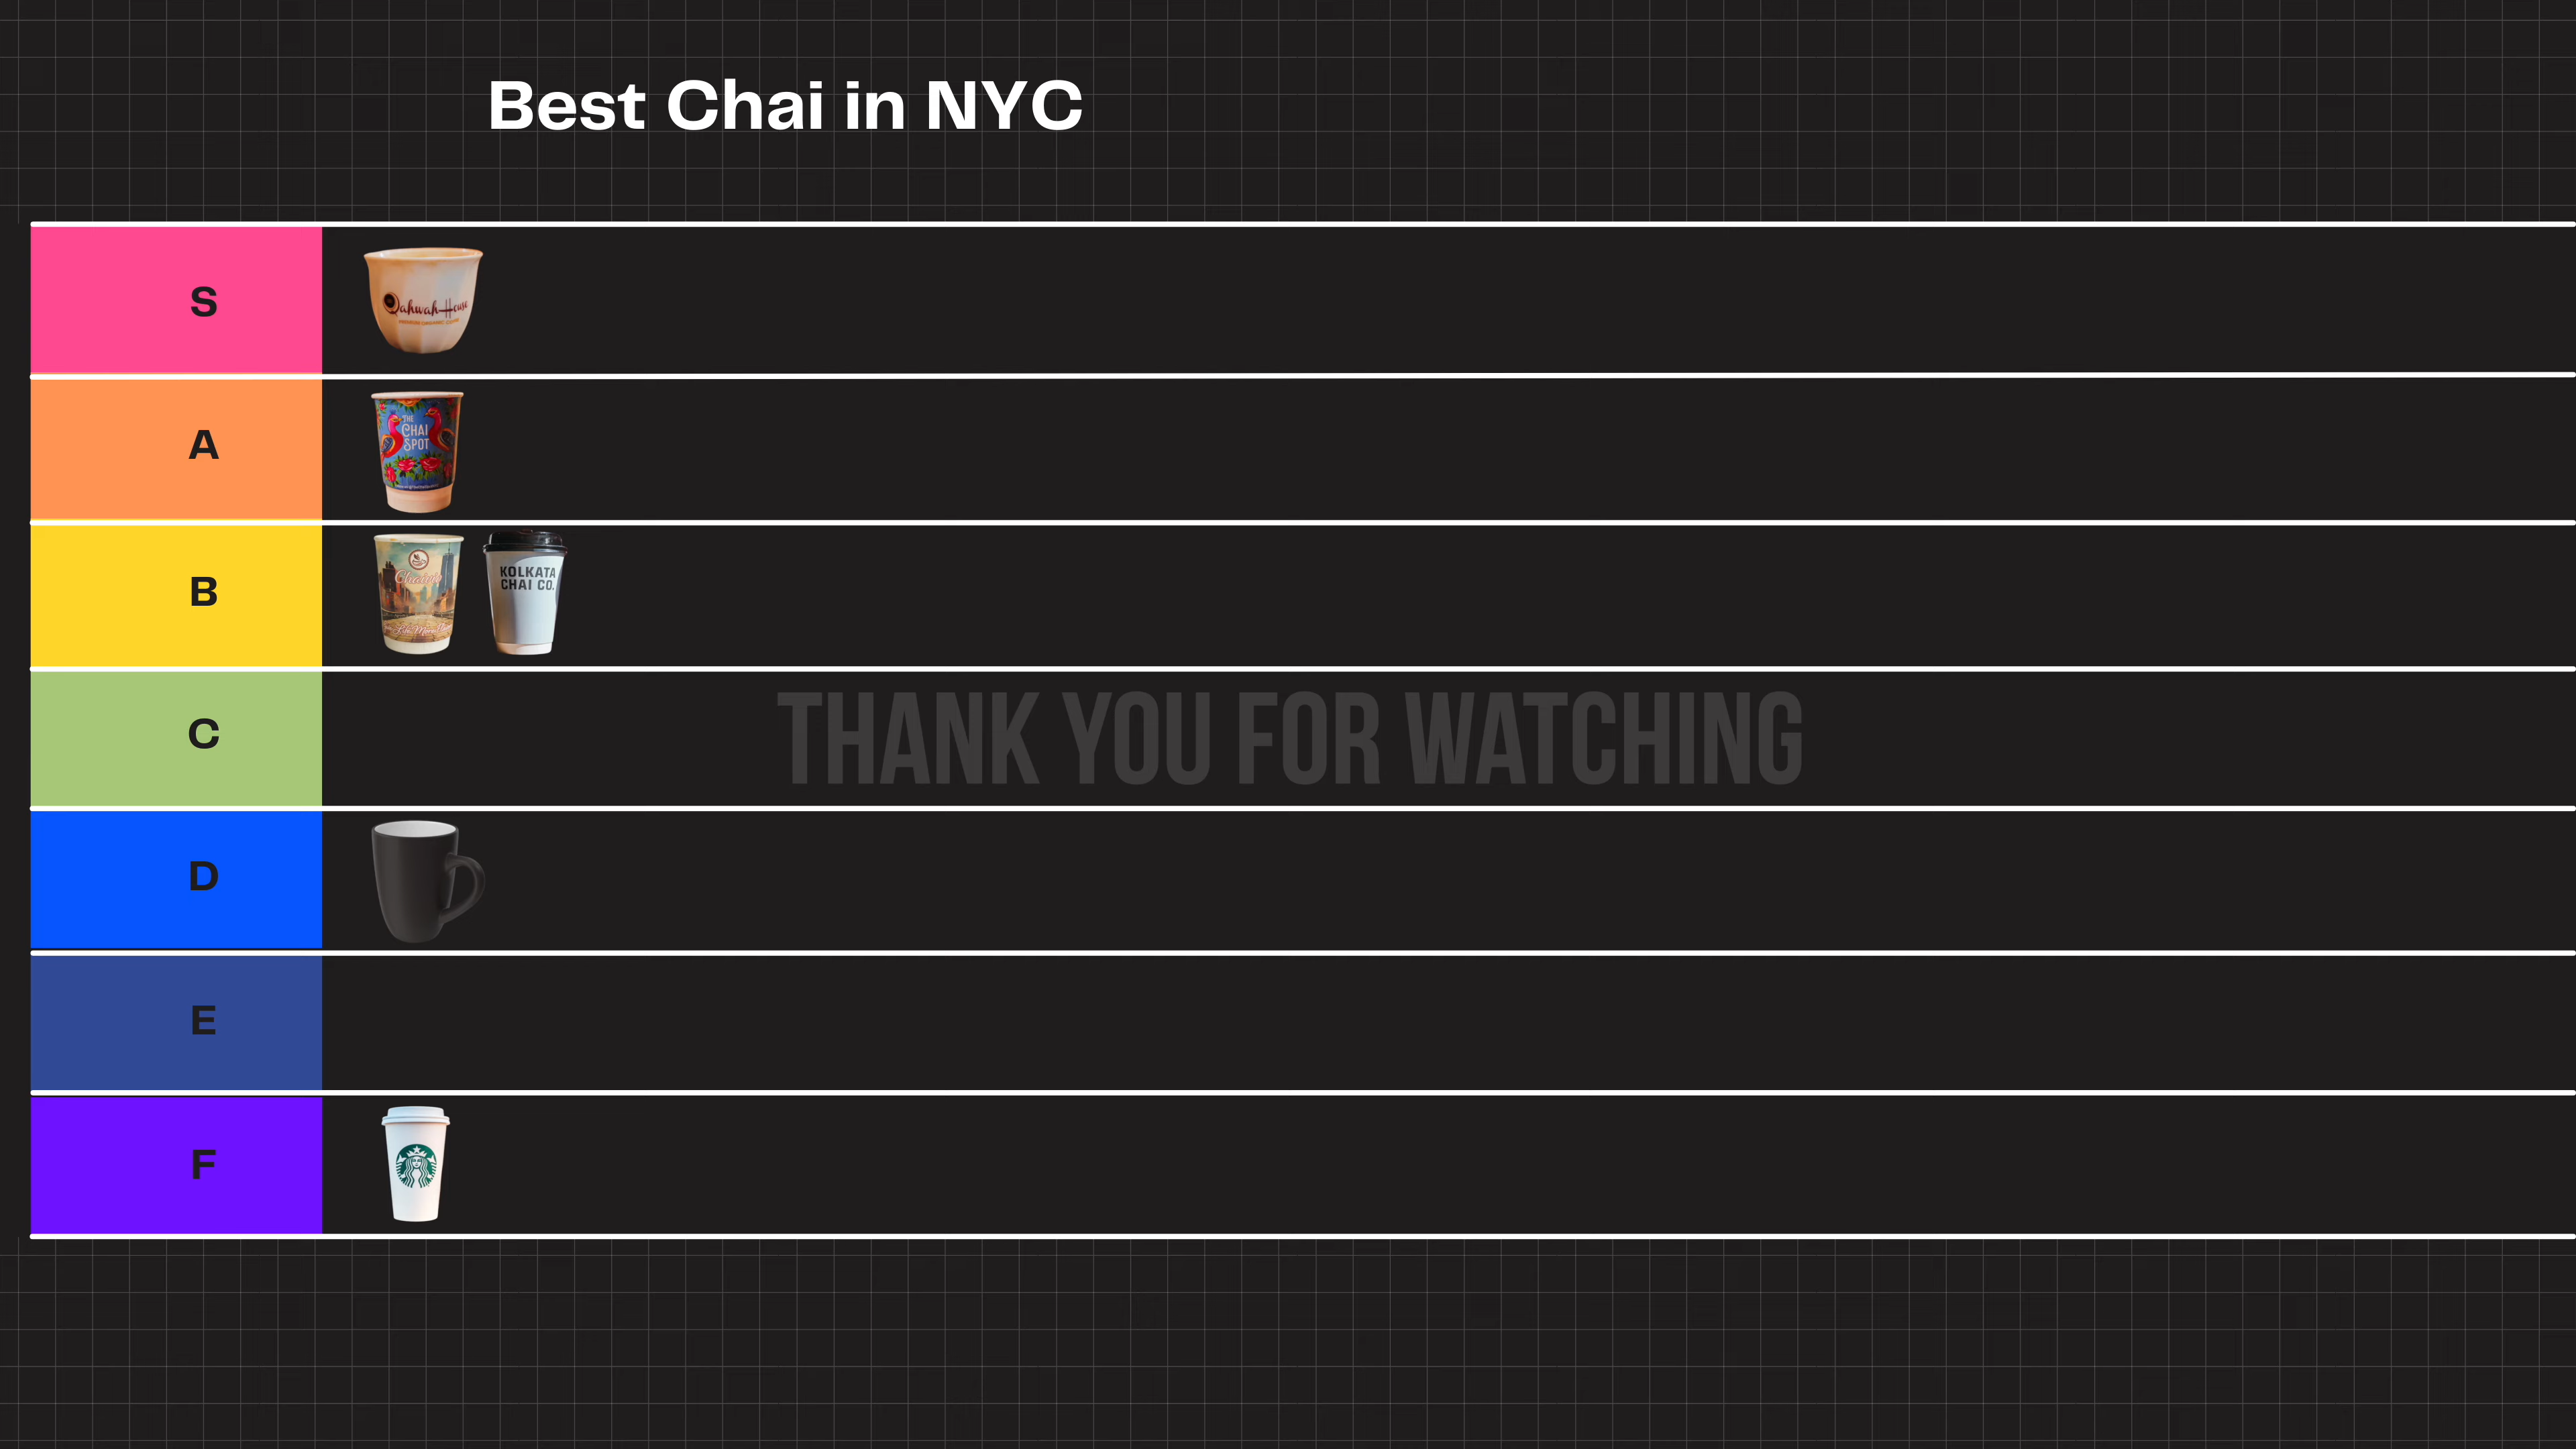 Best Chai in NYC
S
Qahwah House
A
THE
CHAI
SPOT
B
KOLKATA
CHAI CO.
C
THANK YOU FOR WATCHING
D
E
F